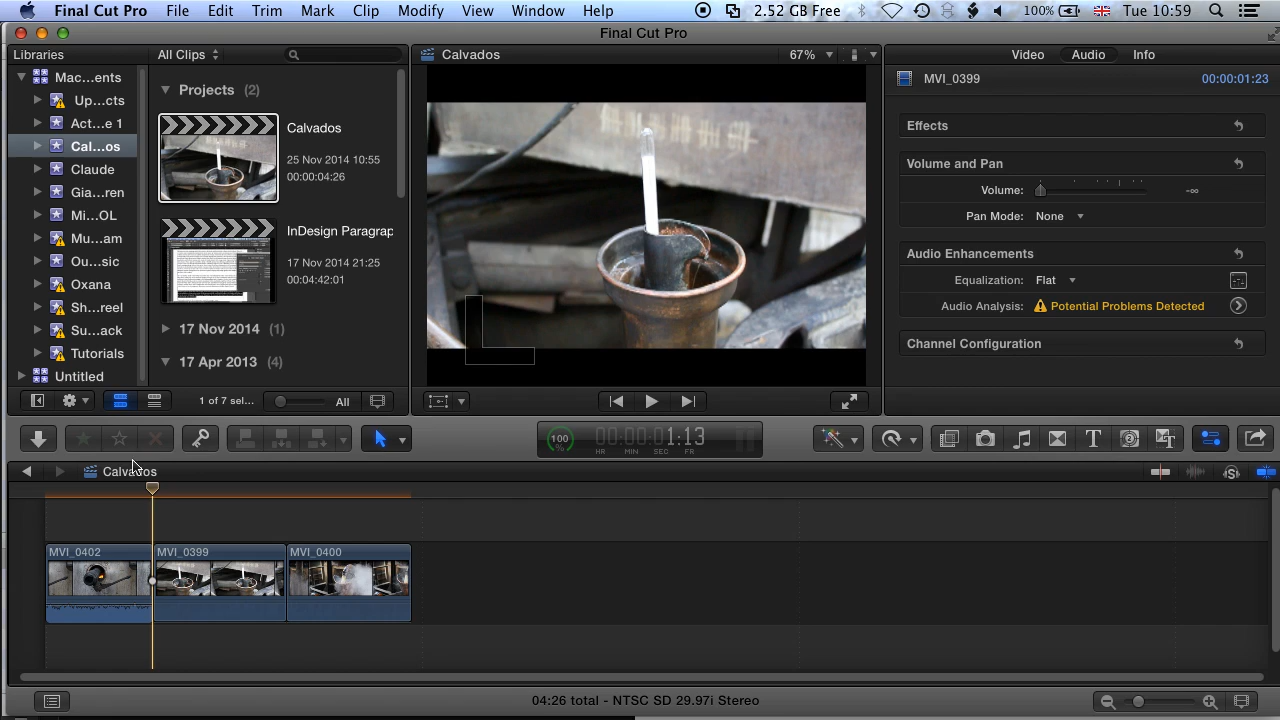 Final Cut Pro File Edit Trim Mark Clip Modify View Window Help 2.52 GB Free 100% Tue 10:59
Final Cut Pro
Libraries All Clips Calvados 67% Video Audio Info
Mac...ents
Up...cts
Act...e 1
Cal...os
Claude
Gia...ren
Mi...OL
Mu...am
Ou...sic
Oxana
Sh...reel
Su...ack
Tutorials
Untitled
Projects (2)
Calvados
25 Nov 2014 10:55
00:00:04:26
InDesign Paragrap
17 Nov 2014 21:25
00:04:42:01
17 Nov 2014 (1)
17 Apr 2013 (4)
1 of 7 sel... All
MVI_0399 00:00:01:23
Effects
Volume and Pan
Volume: -∞
Pan Mode: None
Audio Enhancements
Equalization: Flat
Audio Analysis: Potential Problems Detected
Channel Configuration
100 % 00:00:01:13
HR MIN SEC FR
Calvados
MVI_0402 MVI_0399 MVI_0400
04:26 total - NTSC SD 29.97i Stereo